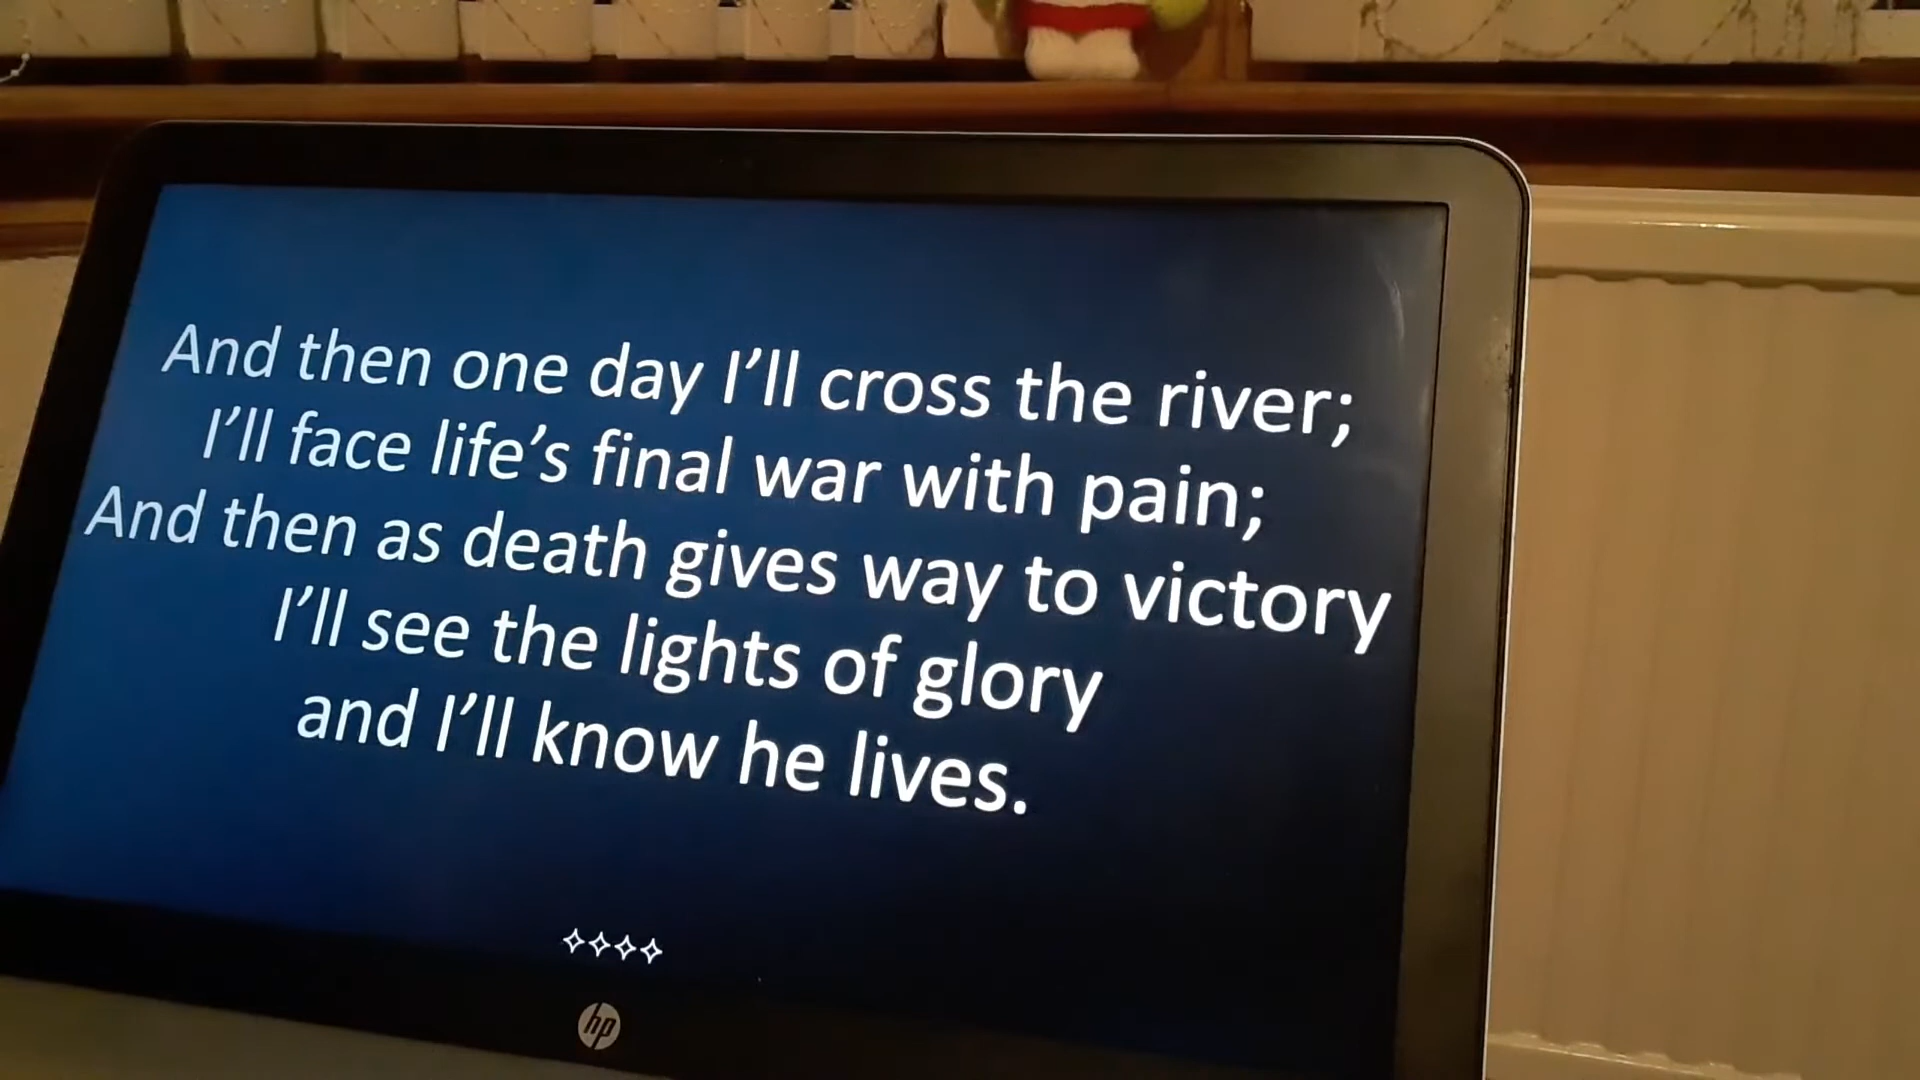 And then one day I'll cross the river;
I'll face life's final war with pain;
And then as death gives way to victory
I'll see the lights of glory
and I'll know he lives.
✧✧✧✧
hp